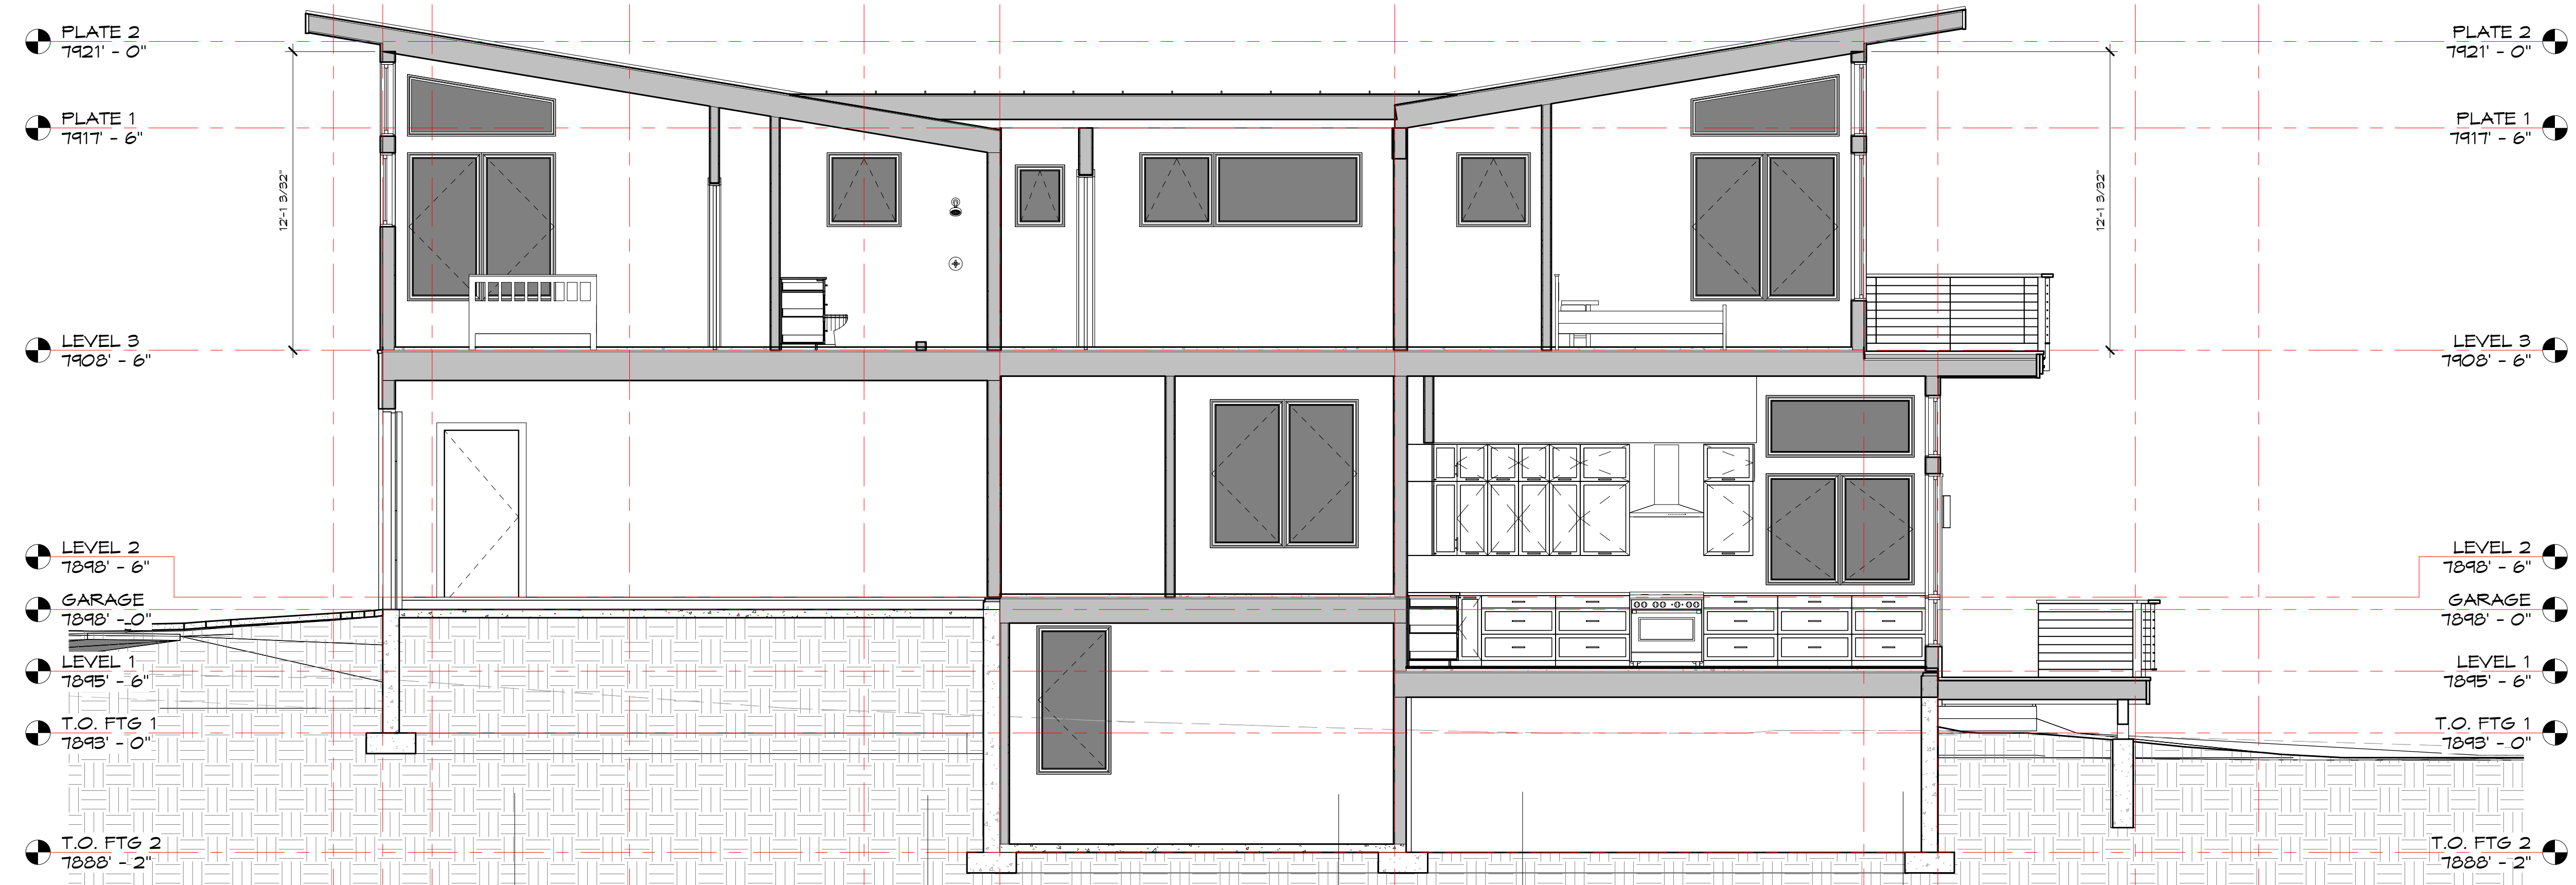 PLATE 2
7921' - 0"
PLATE 1
7917' - 6"
12'-1 3/32"
LEVEL 3
7908' - 6"
LEVEL 2
7898' - 6"
GARAGE
7898' - 0"
LEVEL 1
7895' - 6"
T.O. FTG 1
7893' - 0"
T.O. FTG 2
7888' - 2"
PLATE 2
7921' - 0"
PLATE 1
7917' - 6"
12'-1 3/32"
LEVEL 3
7908' - 6"
LEVEL 2
7898' - 6"
GARAGE
7898' - 0"
LEVEL 1
7895' - 6"
T.O. FTG 1
7893' - 0"
T.O. FTG 2
7888' - 2"